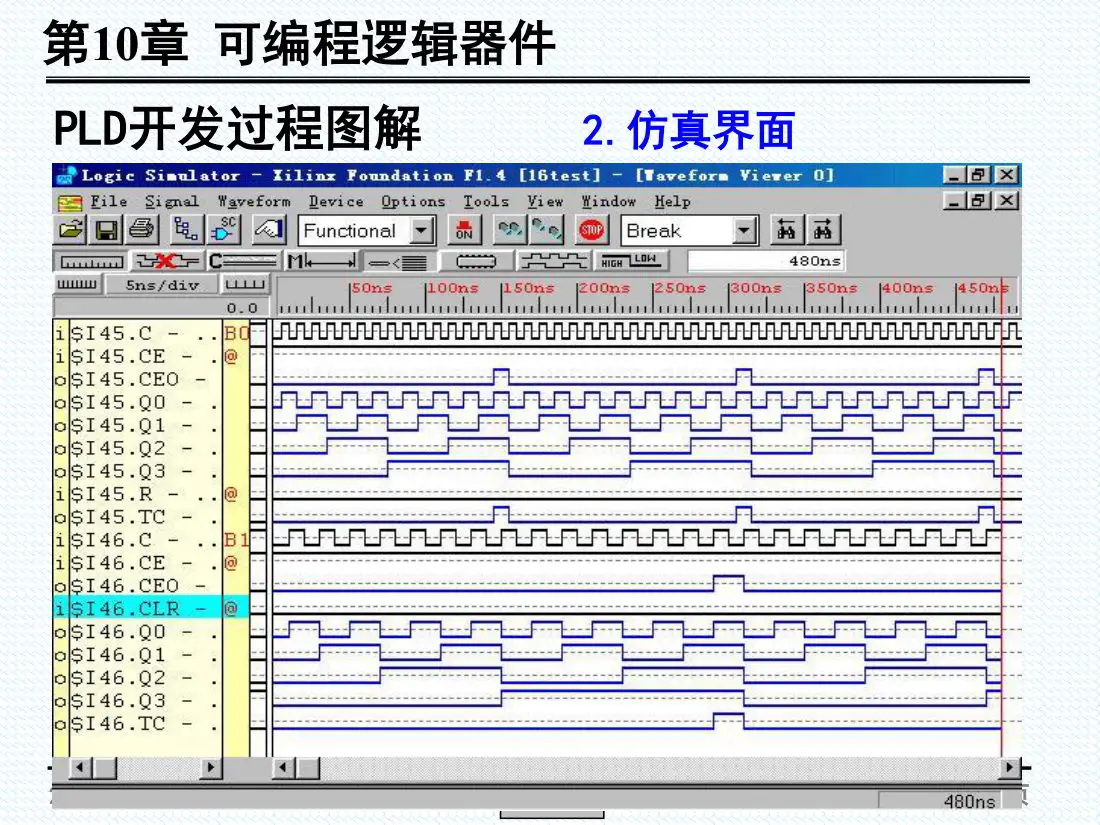 第10章 可编程逻辑器件
PLD开发过程图解 2.仿真界面
Logic Simulator - Xilinx Foundation F1.4 [16test] - [Waveform Viewer 0]
File Signal Waveform Device Options Tools View Window Help
SC Functional ON STOP Break
C M HIGH LOW 480ns
5ns/div 50ns 100ns 150ns 200ns 250ns 300ns 350ns 400ns 450ns
0.0
i $I45.C - .. B0
i $I45.CE - . @
o $I45.CEO -
o $I45.Q0 - .
o $I45.Q1 - .
o $I45.Q2 - .
o $I45.Q3 - .
i $I45.R - .. @
o $I45.TC - .
i $I46.C - .. B1
i $I46.CE - . @
o $I46.CEO -
i $I46.CLR - @
o $I46.Q0 - .
o $I46.Q1 - .
o $I46.Q2 - .
o $I46.Q3 - .
o $I46.TC - .
480ns